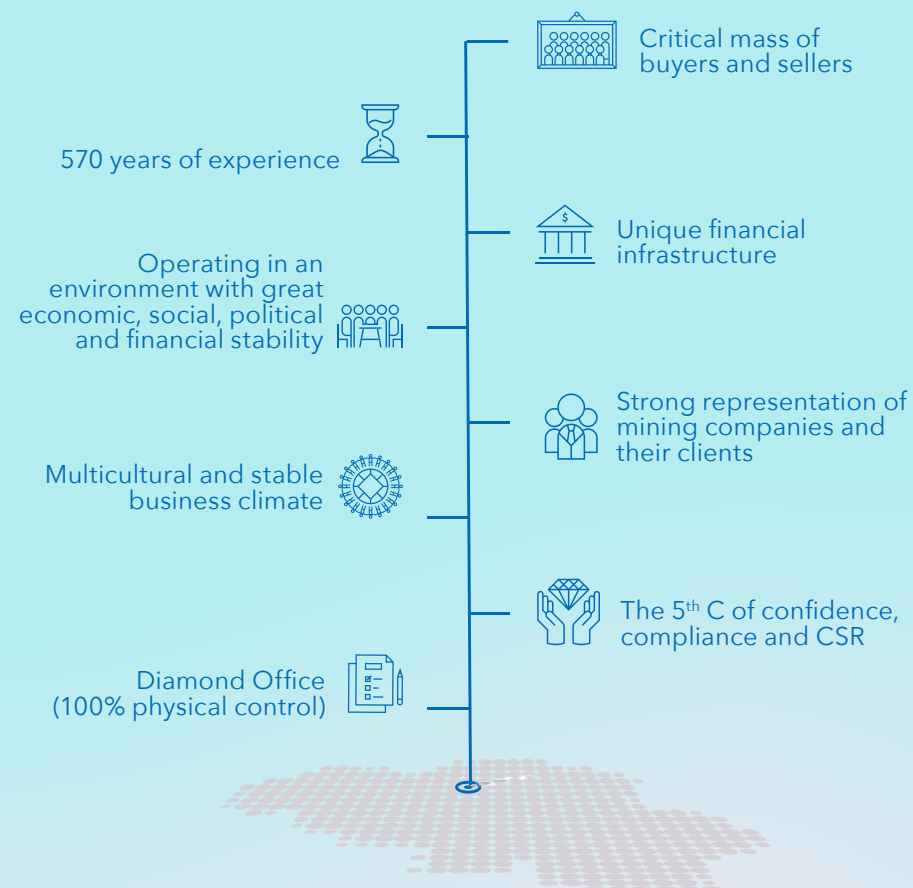 Critical mass of
buyers and sellers
570 years of experience
Unique financial
infrastructure
Operating in an
environment with great
economic, social, political
and financial stability
Strong representation of
mining companies and
their clients
Multicultural and stable
business climate
The 5th C of confidence,
compliance and CSR
Diamond Office
(100% physical control)